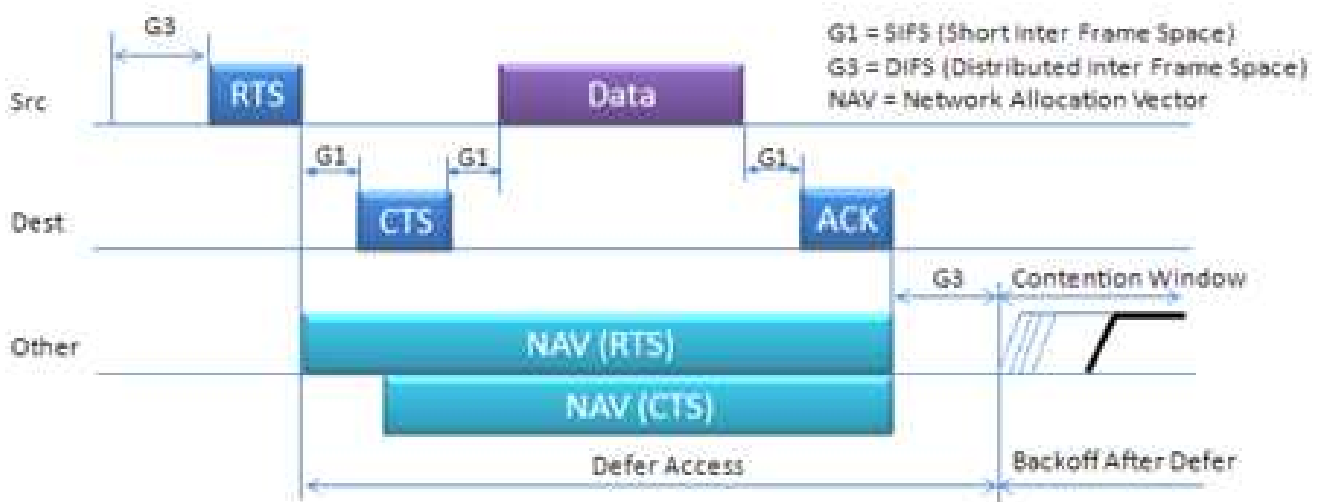 G3
G1 = SIFS (Short Inter Frame Space)
G3 = DIFS (Distributed Inter Frame Space)
NAV = Network Allocation Vector
Src
RTS
Data
G1
G1
G1
Dest
CTS
ACK
G3
Contention Window
Other
NAV (RTS)
NAV (CTS)
Defer Access
Backoff After Defer